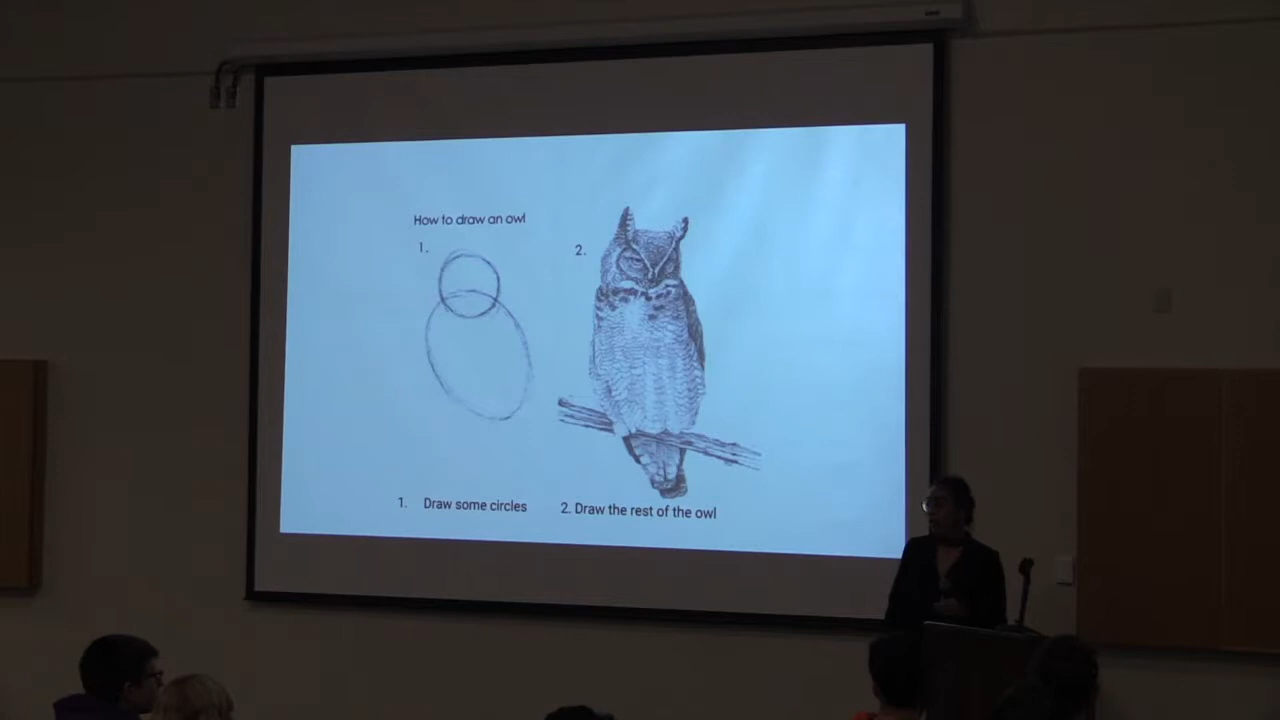 How to draw an owl
1.
2.
1. Draw some circles
2. Draw the rest of the owl